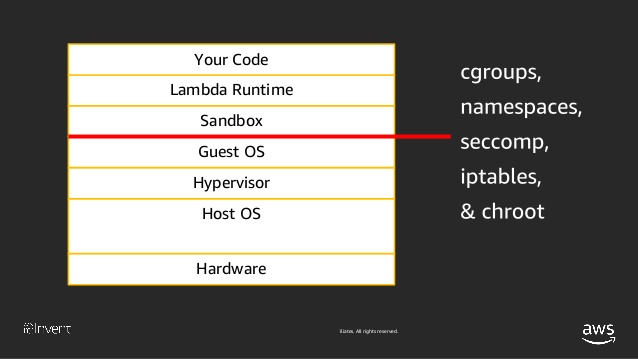 Your Code
Lambda Runtime
Sandbox
Guest OS
Hypervisor
Host OS
Hardware
cgroups,
namespaces,
seccomp,
iptables,
& chroot
re:Invent
iliates. All rights reserved.
aws